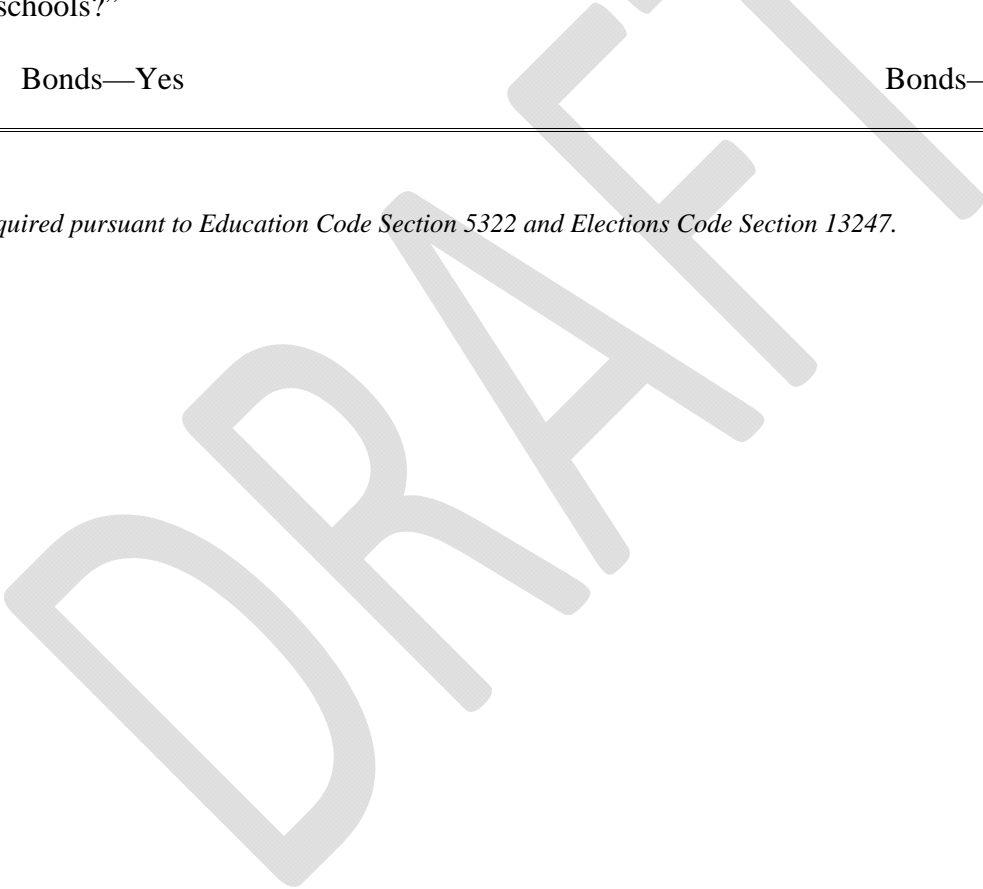 schools?”
Bonds—Yes Bonds—
quired pursuant to Education Code Section 5322 and Elections Code Section 13247.
DRAFT